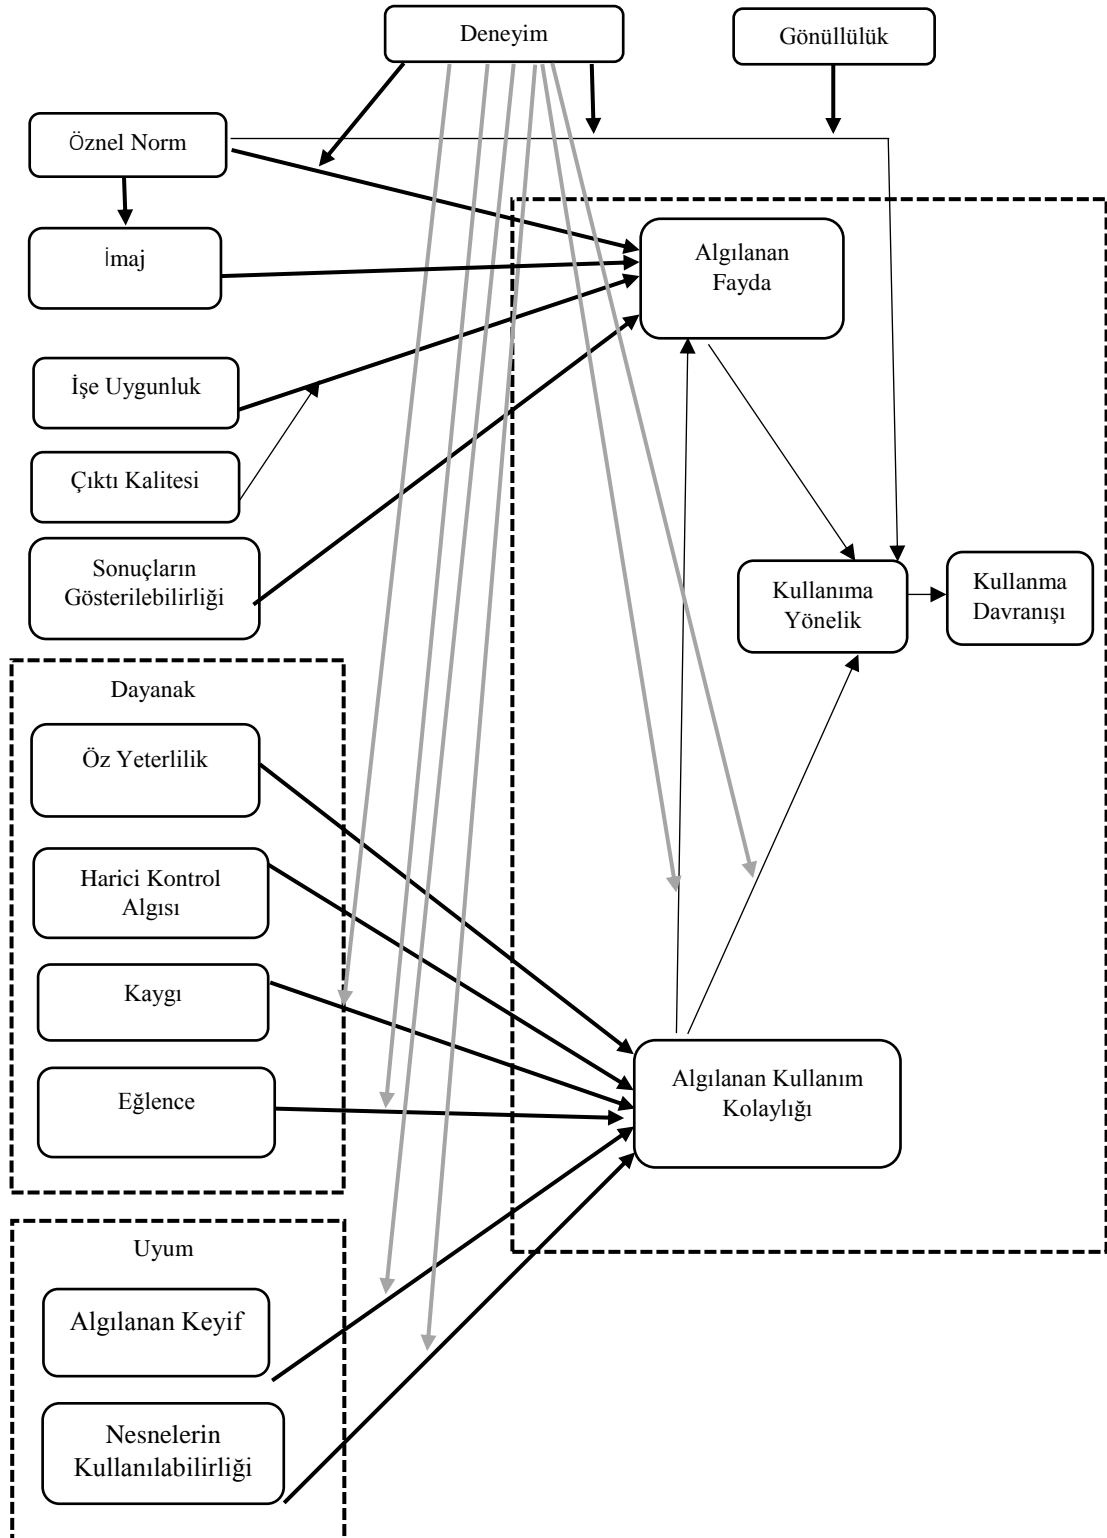 Deneyim
Gönüllülük
Öznel Norm
İmaj
Algılanan
Fayda
İşe Uygunluk
Çıktı Kalitesi
Sonuçların
Gösterilebilirliği
Kullanıma
Yönelik
Kullanma
Davranışı
Dayanak
Öz Yeterlilik
Harici Kontrol
Algısı
Kaygı
Eğlence
Algılanan Kullanım
Kolaylığı
Uyum
Algılanan Keyif
Nesnelerin
Kullanılabilirliği